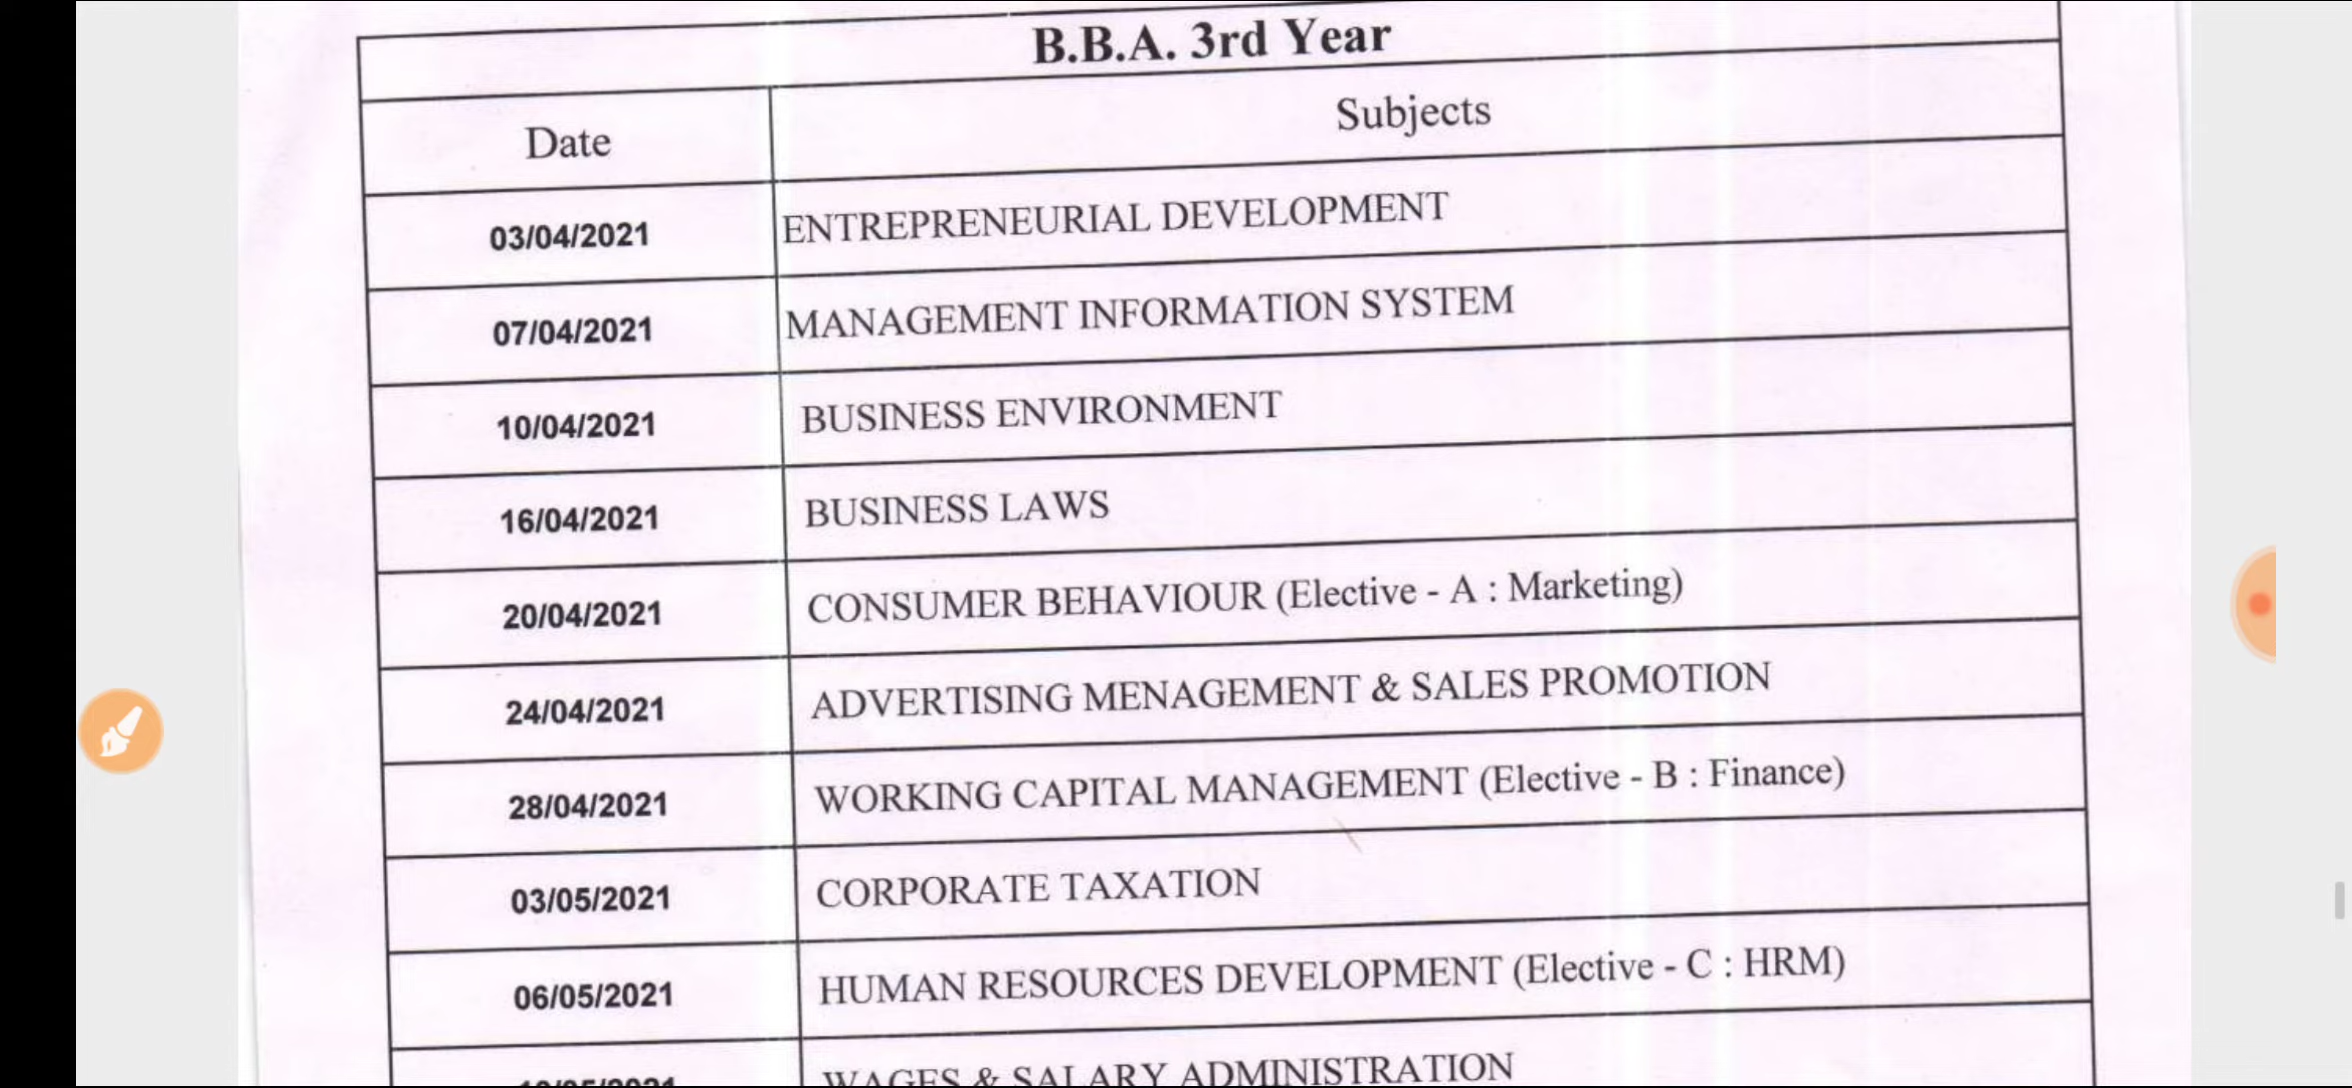 B.B.A. 3rd Year
Date Subjects
03/04/2021 ENTREPRENEURIAL DEVELOPMENT
07/04/2021 MANAGEMENT INFORMATION SYSTEM
10/04/2021 BUSINESS ENVIRONMENT
16/04/2021 BUSINESS LAWS
20/04/2021 CONSUMER BEHAVIOUR (Elective - A : Marketing)
24/04/2021 ADVERTISING MENAGEMENT & SALES PROMOTION
28/04/2021 WORKING CAPITAL MANAGEMENT (Elective - B : Finance)
03/05/2021 CORPORATE TAXATION
06/05/2021 HUMAN RESOURCES DEVELOPMENT (Elective - C : HRM)
WAGES & SALARY ADMINISTRATION